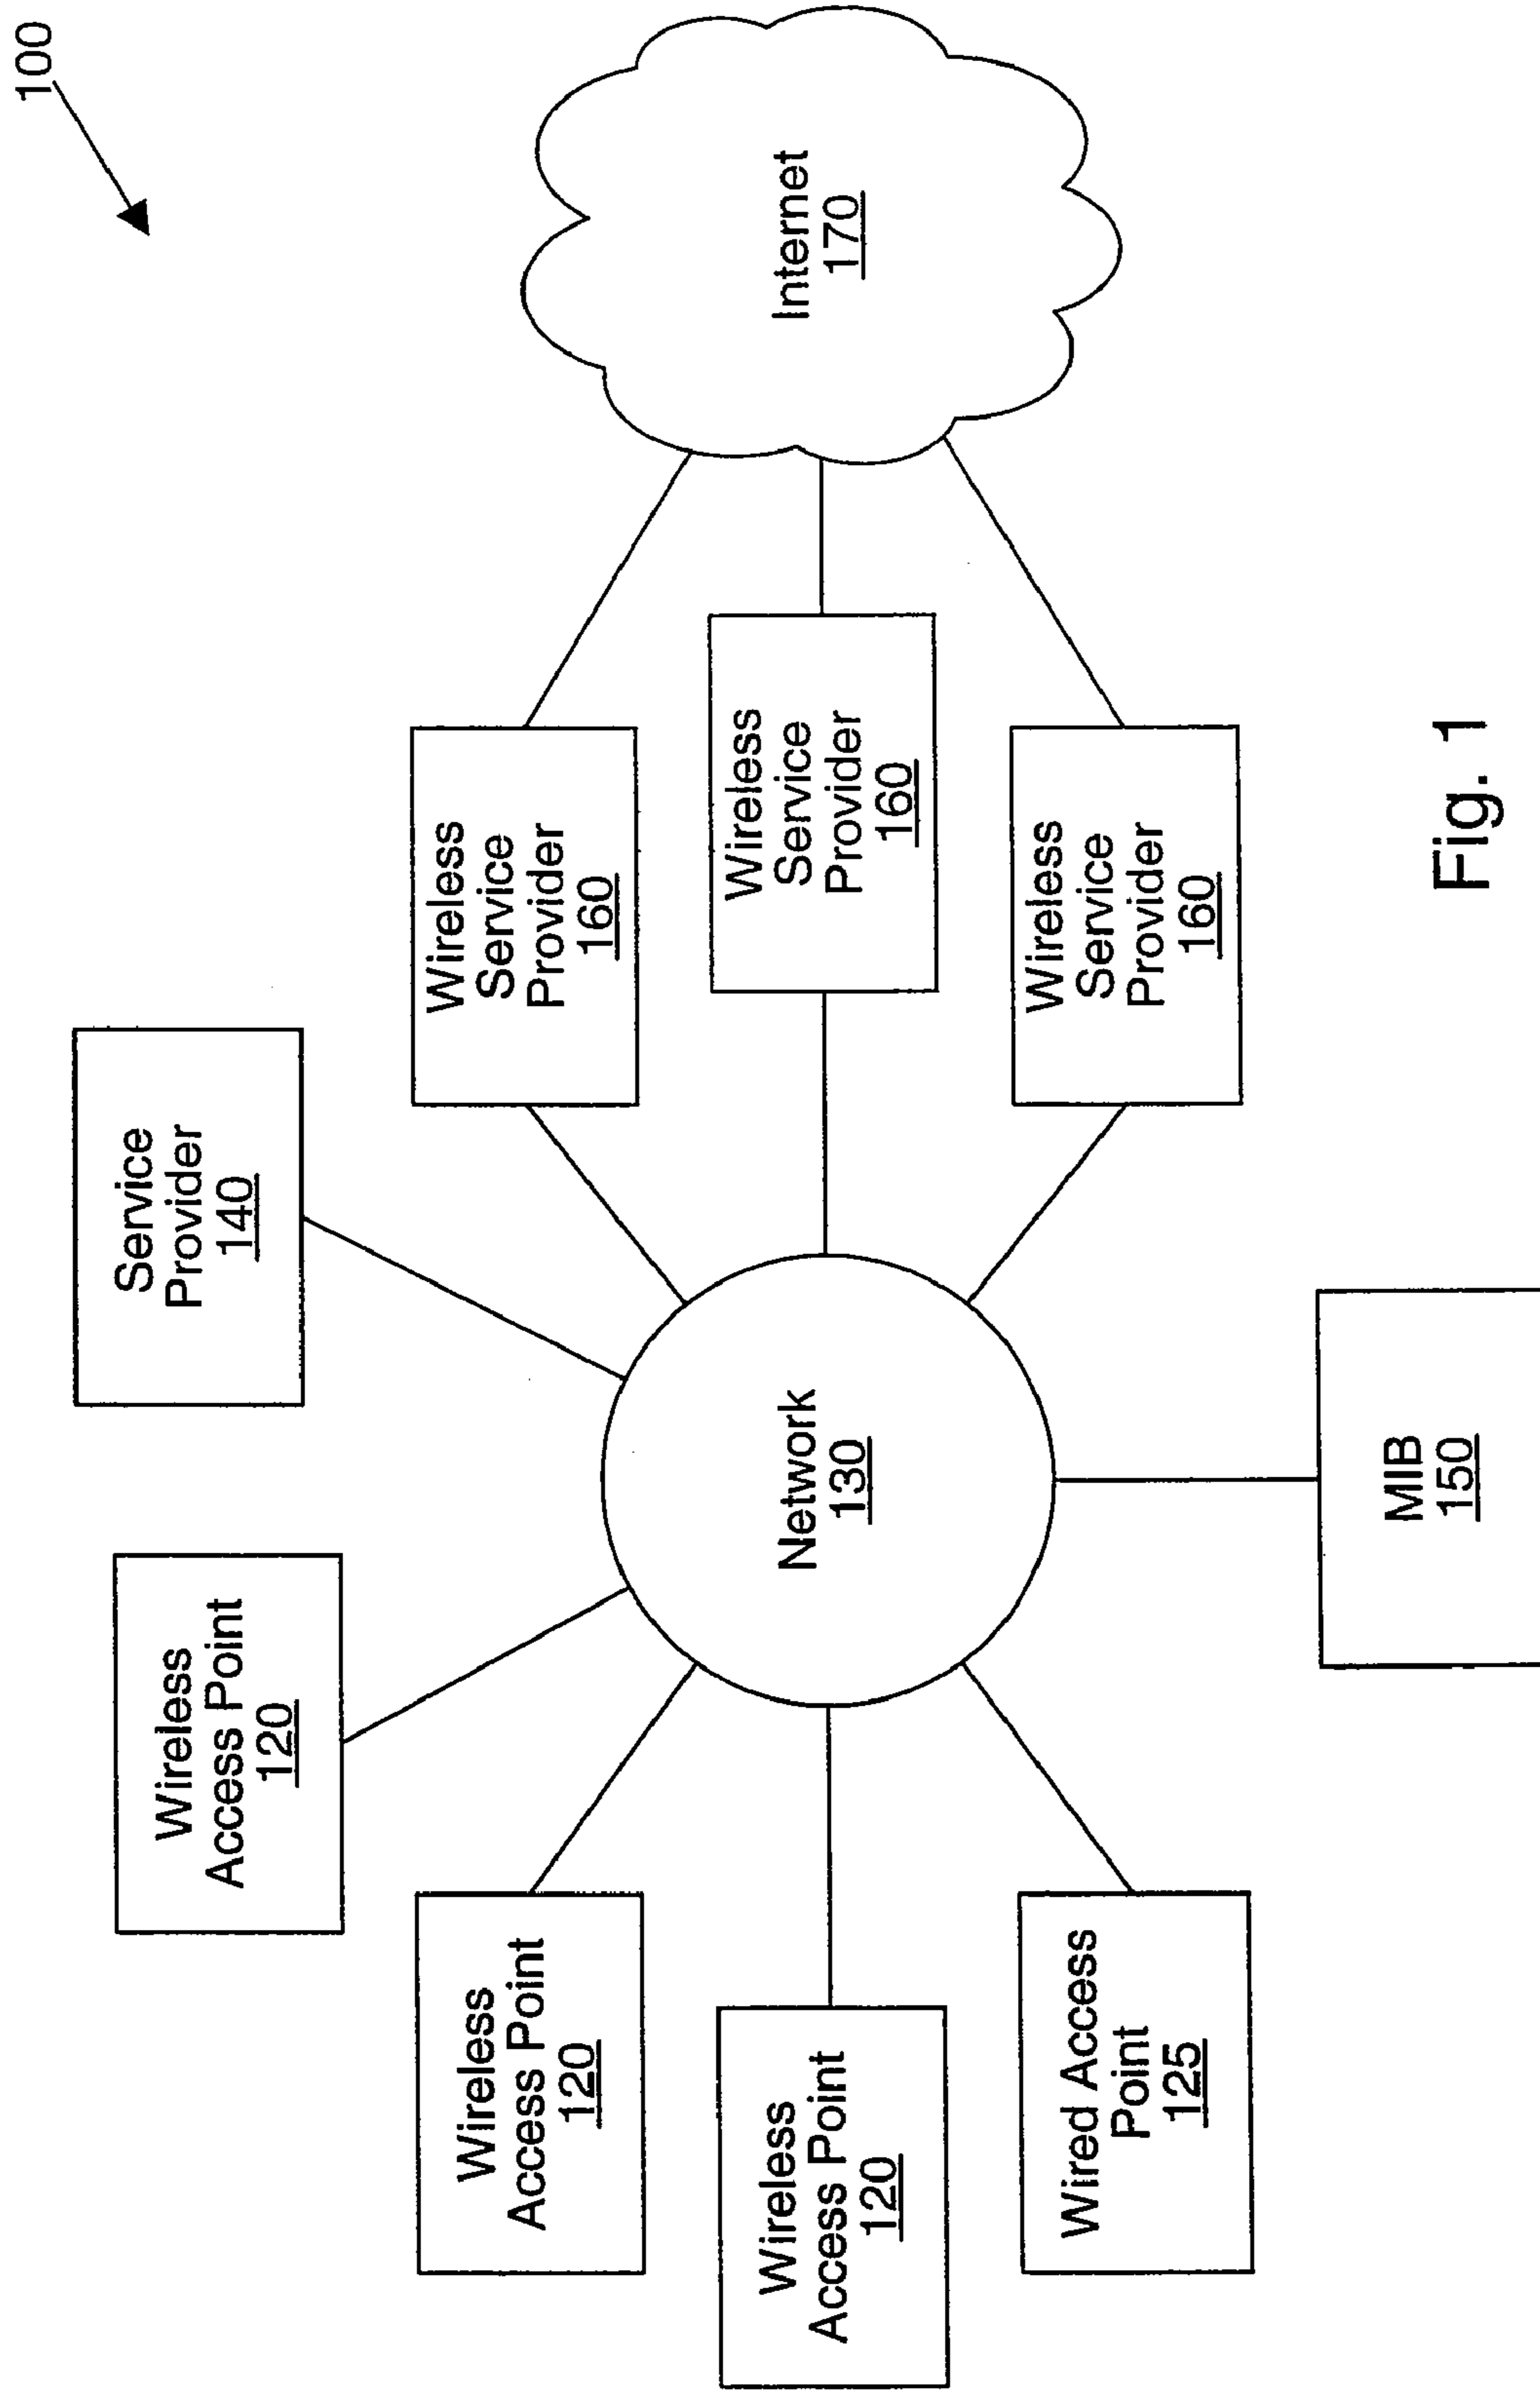 100
Service
Provider
140
Wireless
Access Point
120
Wireless
Access Point
120
Wireless
Access Point
120
Wired Access
Point
125
Network
130
MIB
150
Wireless
Service
Provider
160
Wireless
Service
Provider
160
Wireless
Service
Provider
160
Internet
170
Fig. 1